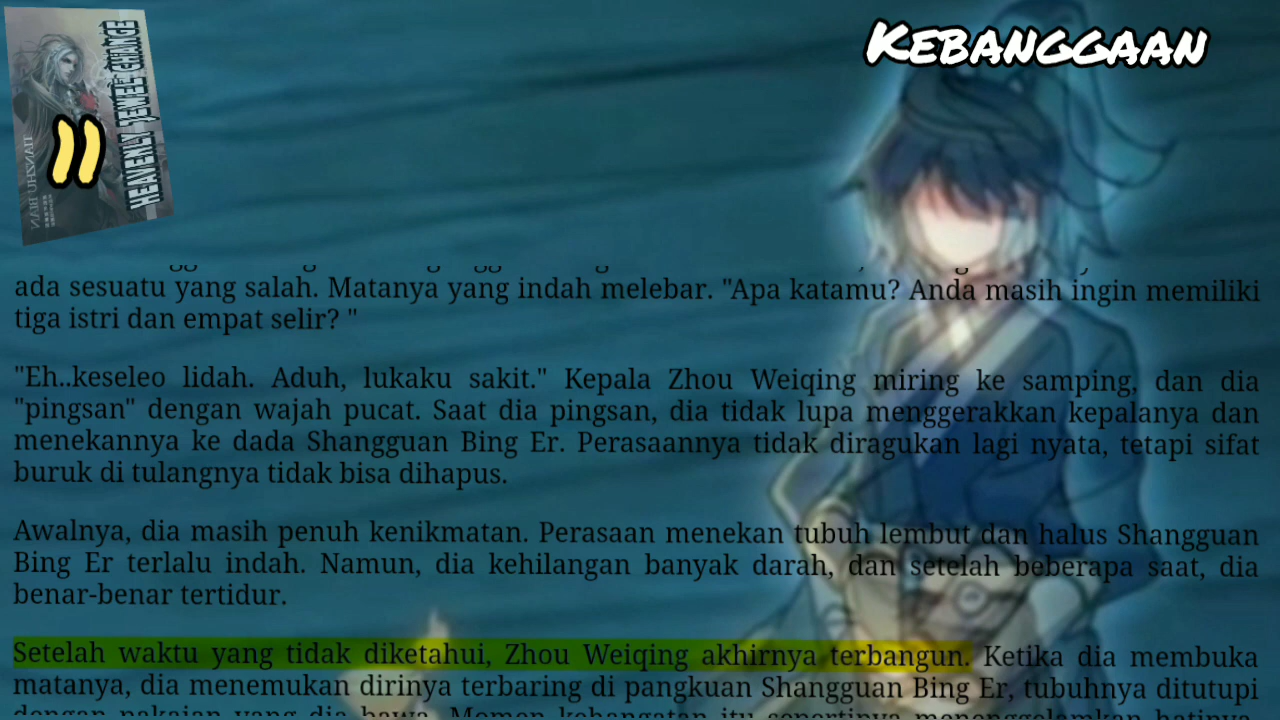 KEBANGGAAN
HEAVENLY JEWEL CHANGE
11
ada sesuatu yang salah. Matanya yang indah melebar. "Apa katamu? Anda masih ingin memiliki
tiga istri dan empat selir? "
"Eh..keseleo lidah. Aduh, lukaku sakit." Kepala Zhou Weiqing miring ke samping, dan dia
"pingsan" dengan wajah pucat. Saat dia pingsan, dia tidak lupa menggerakkan kepalanya dan
menekannya ke dada Shangguan Bing Er. Perasaannya tidak diragukan lagi nyata, tetapi sifat
buruk di tulangnya tidak bisa dihapus.
Awalnya, dia masih penuh kenikmatan. Perasaan menekan tubuh lembut dan halus Shangguan
Bing Er terlalu indah. Namun, dia kehilangan banyak darah, dan setelah beberapa saat, dia
benar-benar tertidur.
Setelah waktu yang tidak diketahui, Zhou Weiqing akhirnya terbangun. Ketika dia membuka
matanya, dia menemukan dirinya terbaring di pangkuan Shangguan Bing Er, tubuhnya ditutupi